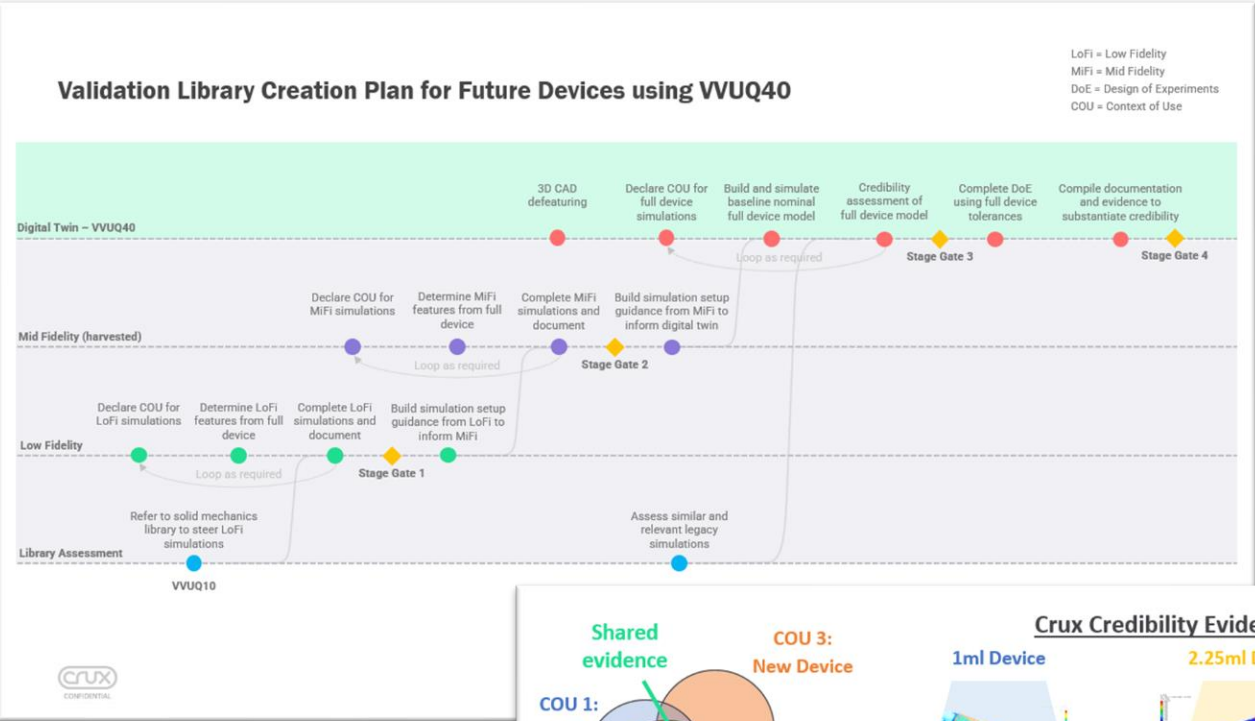 LoFi = Low Fidelity
MiFi = Mid Fidelity
DoE = Design of Experiments
COU = Context of Use
Validation Library Creation Plan for Future Devices using VVUQ40
3D CAD
defeaturing
Declare COU for
full device
simulations
Build and simulate
baseline nominal
full device model
Credibility
assessment of
full device model
Complete DoE
using full device
tolerances
Compile documentation
and evidence to
substantiate credibility
Digital Twin – VVUQ40
Loop as required
Stage Gate 3
Stage Gate 4
Declare COU for
MiFi simulations
Determine MiFi
features from full
device
Complete MiFi
simulations and
document
Build simulation setup
guidance from MiFi to
inform digital twin
Mid Fidelity (harvested)
Loop as required
Stage Gate 2
Declare COU for
LoFi simulations
Determine LoFi
features from full
device
Complete LoFi
simulations and
document
Build simulation setup
guidance from LoFi to
inform MiFi
Low Fidelity
Loop as required
Stage Gate 1
Refer to solid mechanics
library to steer LoFi
simulations
Assess similar and
relevant legacy
simulations
Library Assessment
VVUQ10
crux
CONFIDENTIAL
Shared
evidence
COU 3:
New Device
COU 1:
Crux Credibility Evide
1ml Device
2.25ml